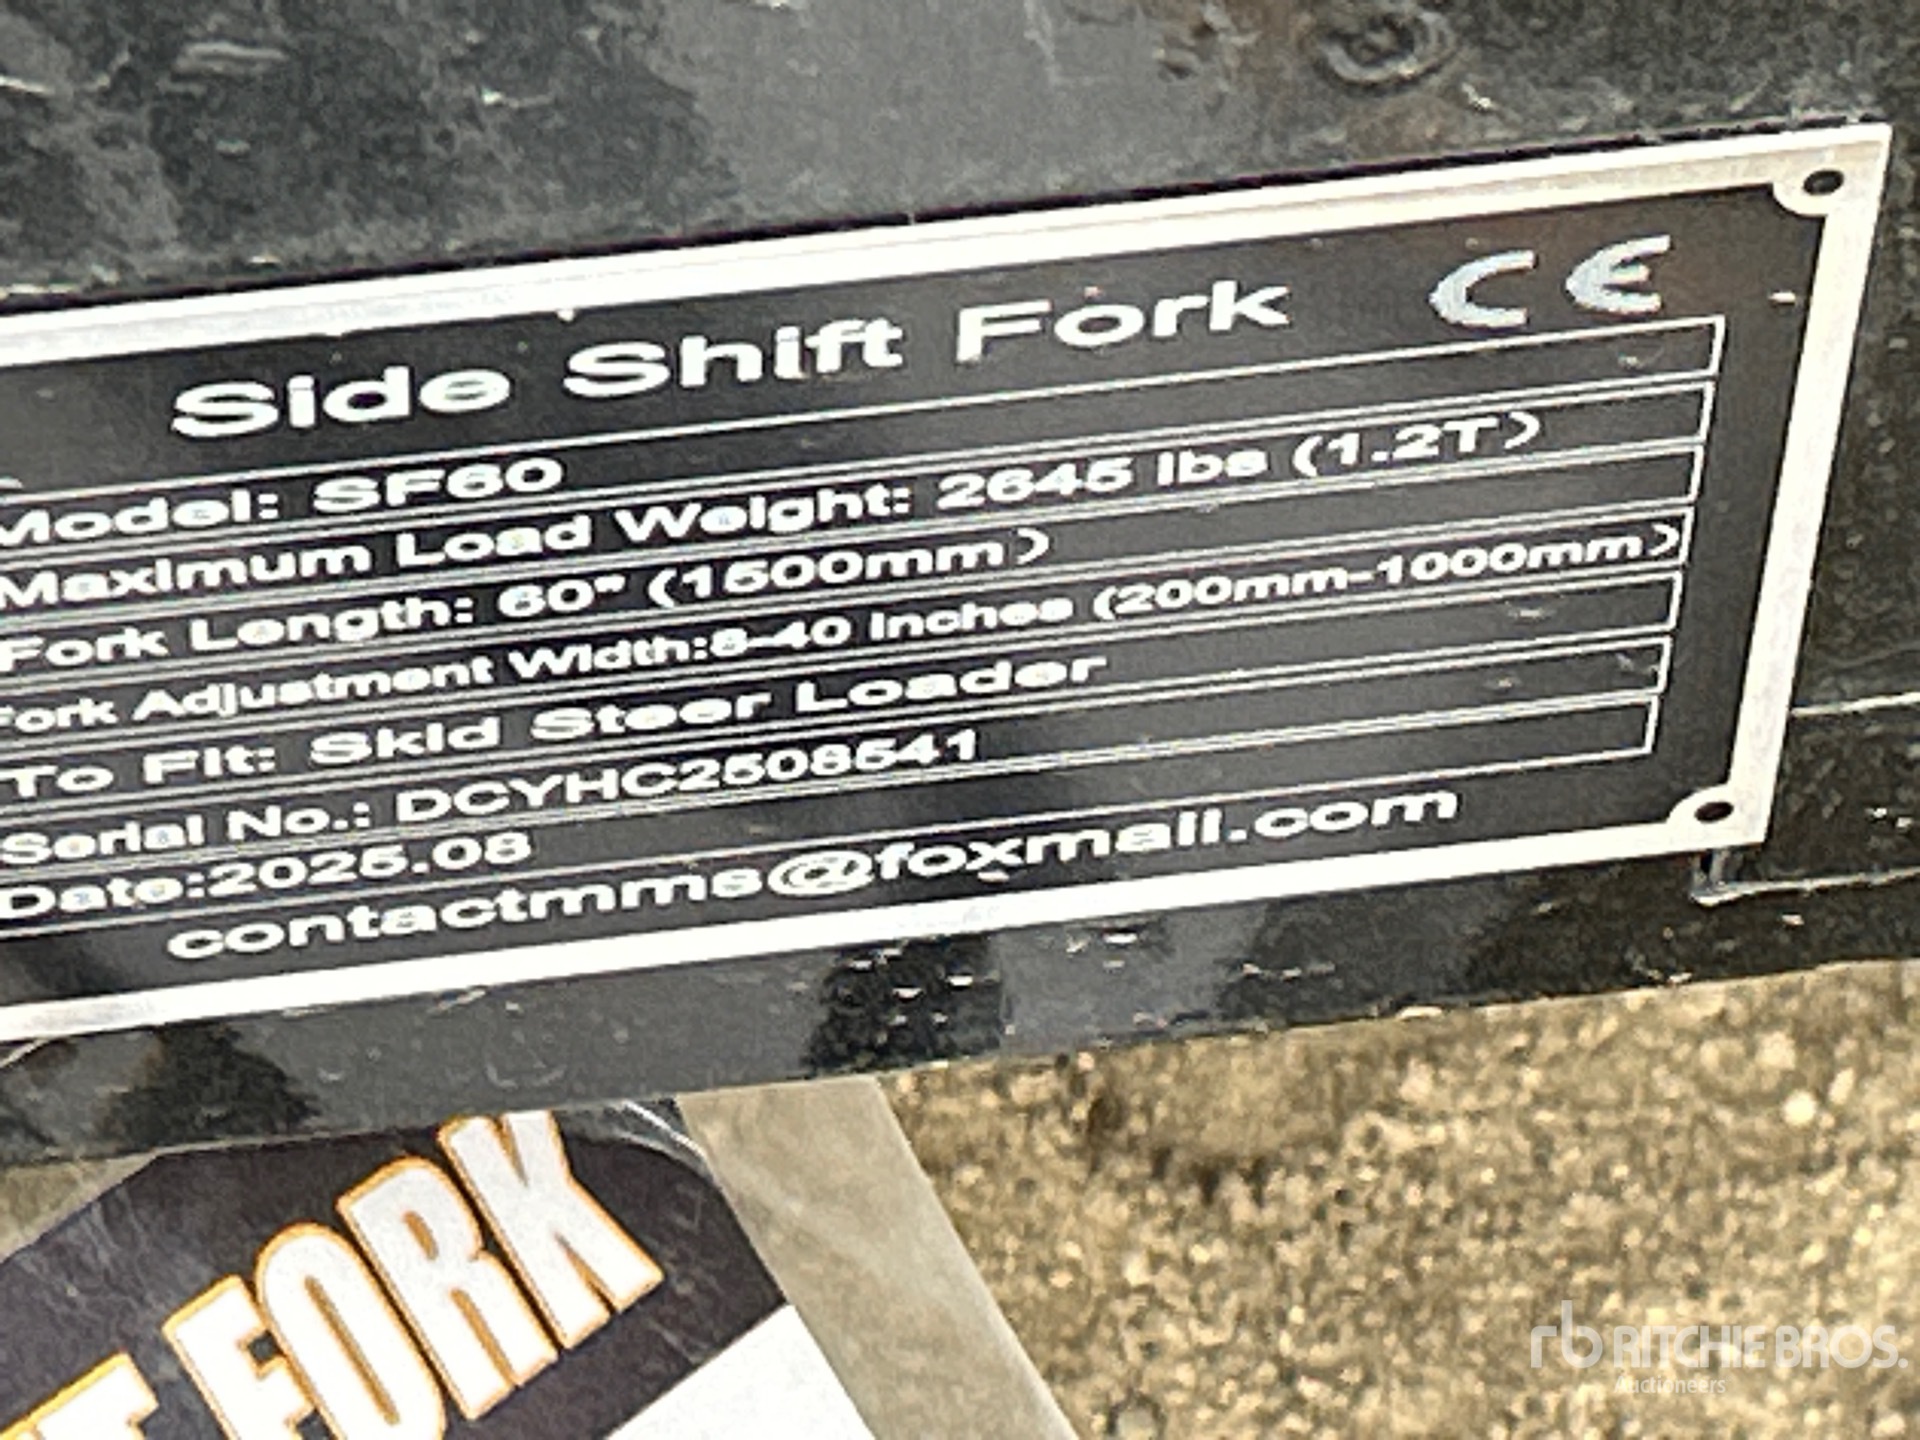 Side Shift Fork CE
Model: SF60
Maximum Load Weight: 2645 lbs (1.2T)
Fork Length: 60" (1500mm)
Fork Adjustment Width:8-40 Inches (200mm-1000mm)
To Fit: Skid Steer Loader
Serial No.: DCYHC2508541
Date:2025.08
contactmms@foxmail.com
FORK
rb RITCHIE BROS.
Auctioneers